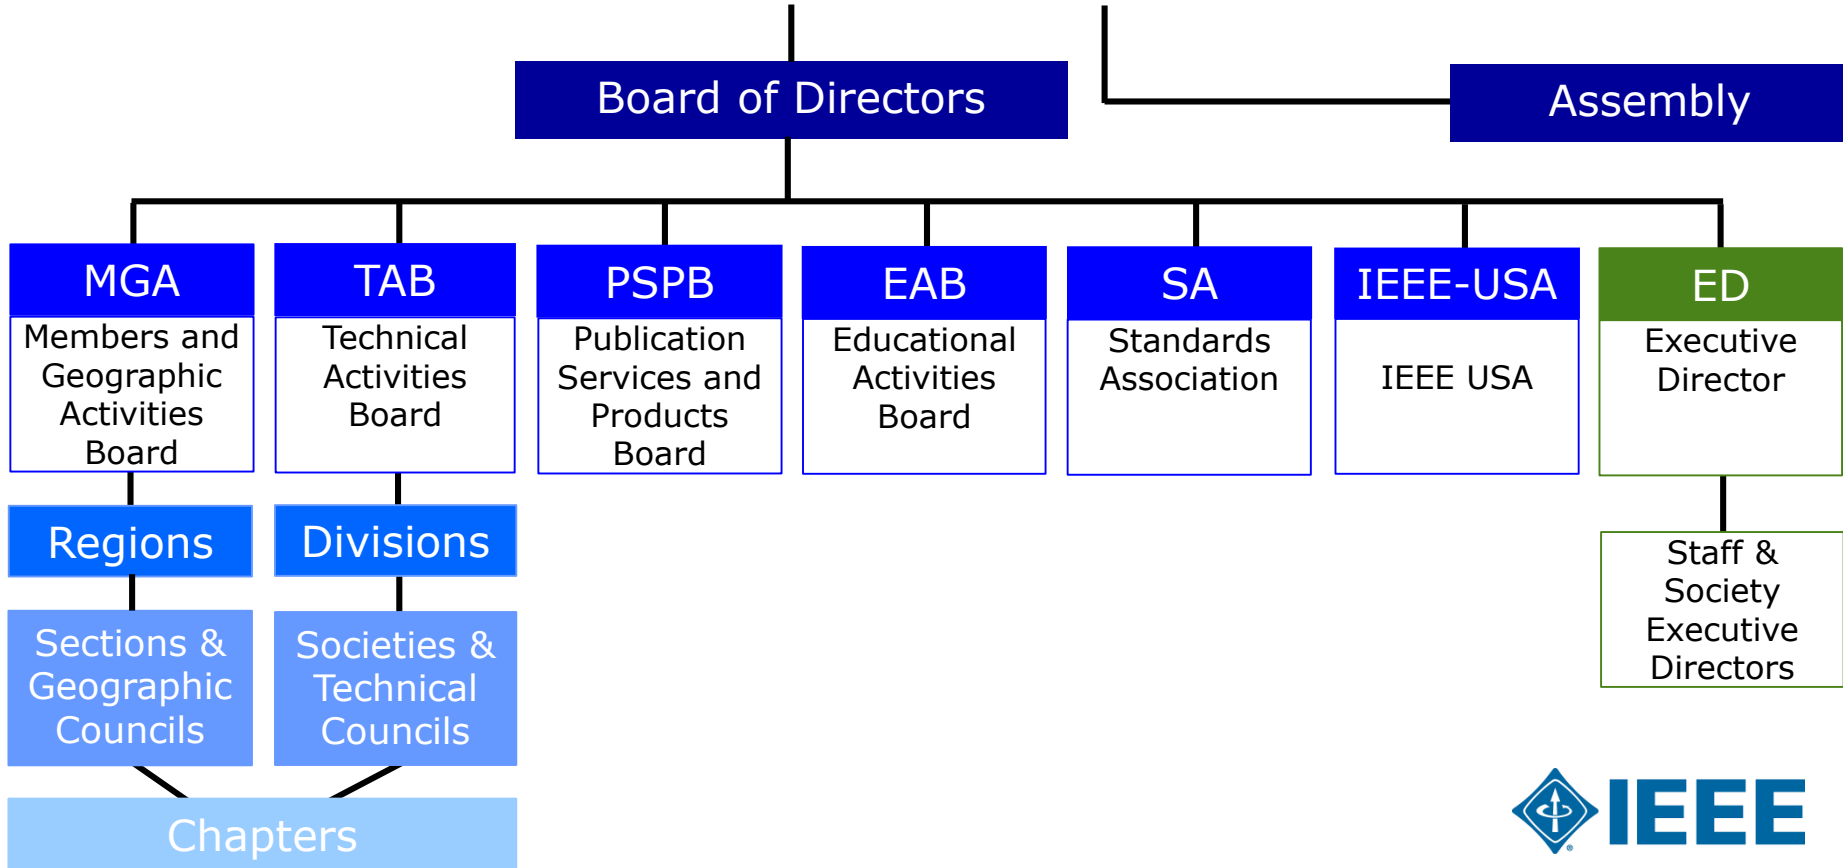 Board of Directors
Assembly
MGA
Members and
Geographic
Activities
Board
TAB
Technical
Activities
Board
PSPB
Publication
Services and
Products
Board
EAB
Educational
Activities
Board
SA
Standards
Association
IEEE-USA
IEEE USA
ED
Executive
Director
Regions
Divisions
Staff &
Society
Executive
Directors
Sections &
Geographic
Councils
Societies &
Technical
Councils
Chapters
IEEE